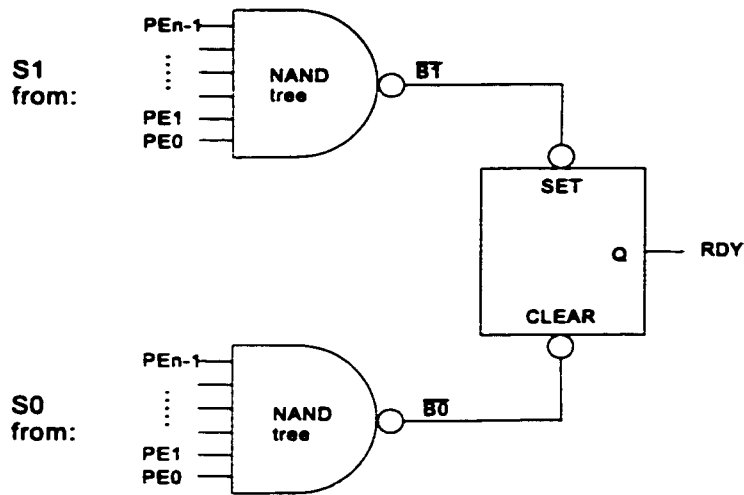 PEn-1
S1
from:
NAND
tree
B1
PE1
PE0
SET
Q
RDY
CLEAR
PEn-1
S0
from:
NAND
tree
B0
PE1
PE0